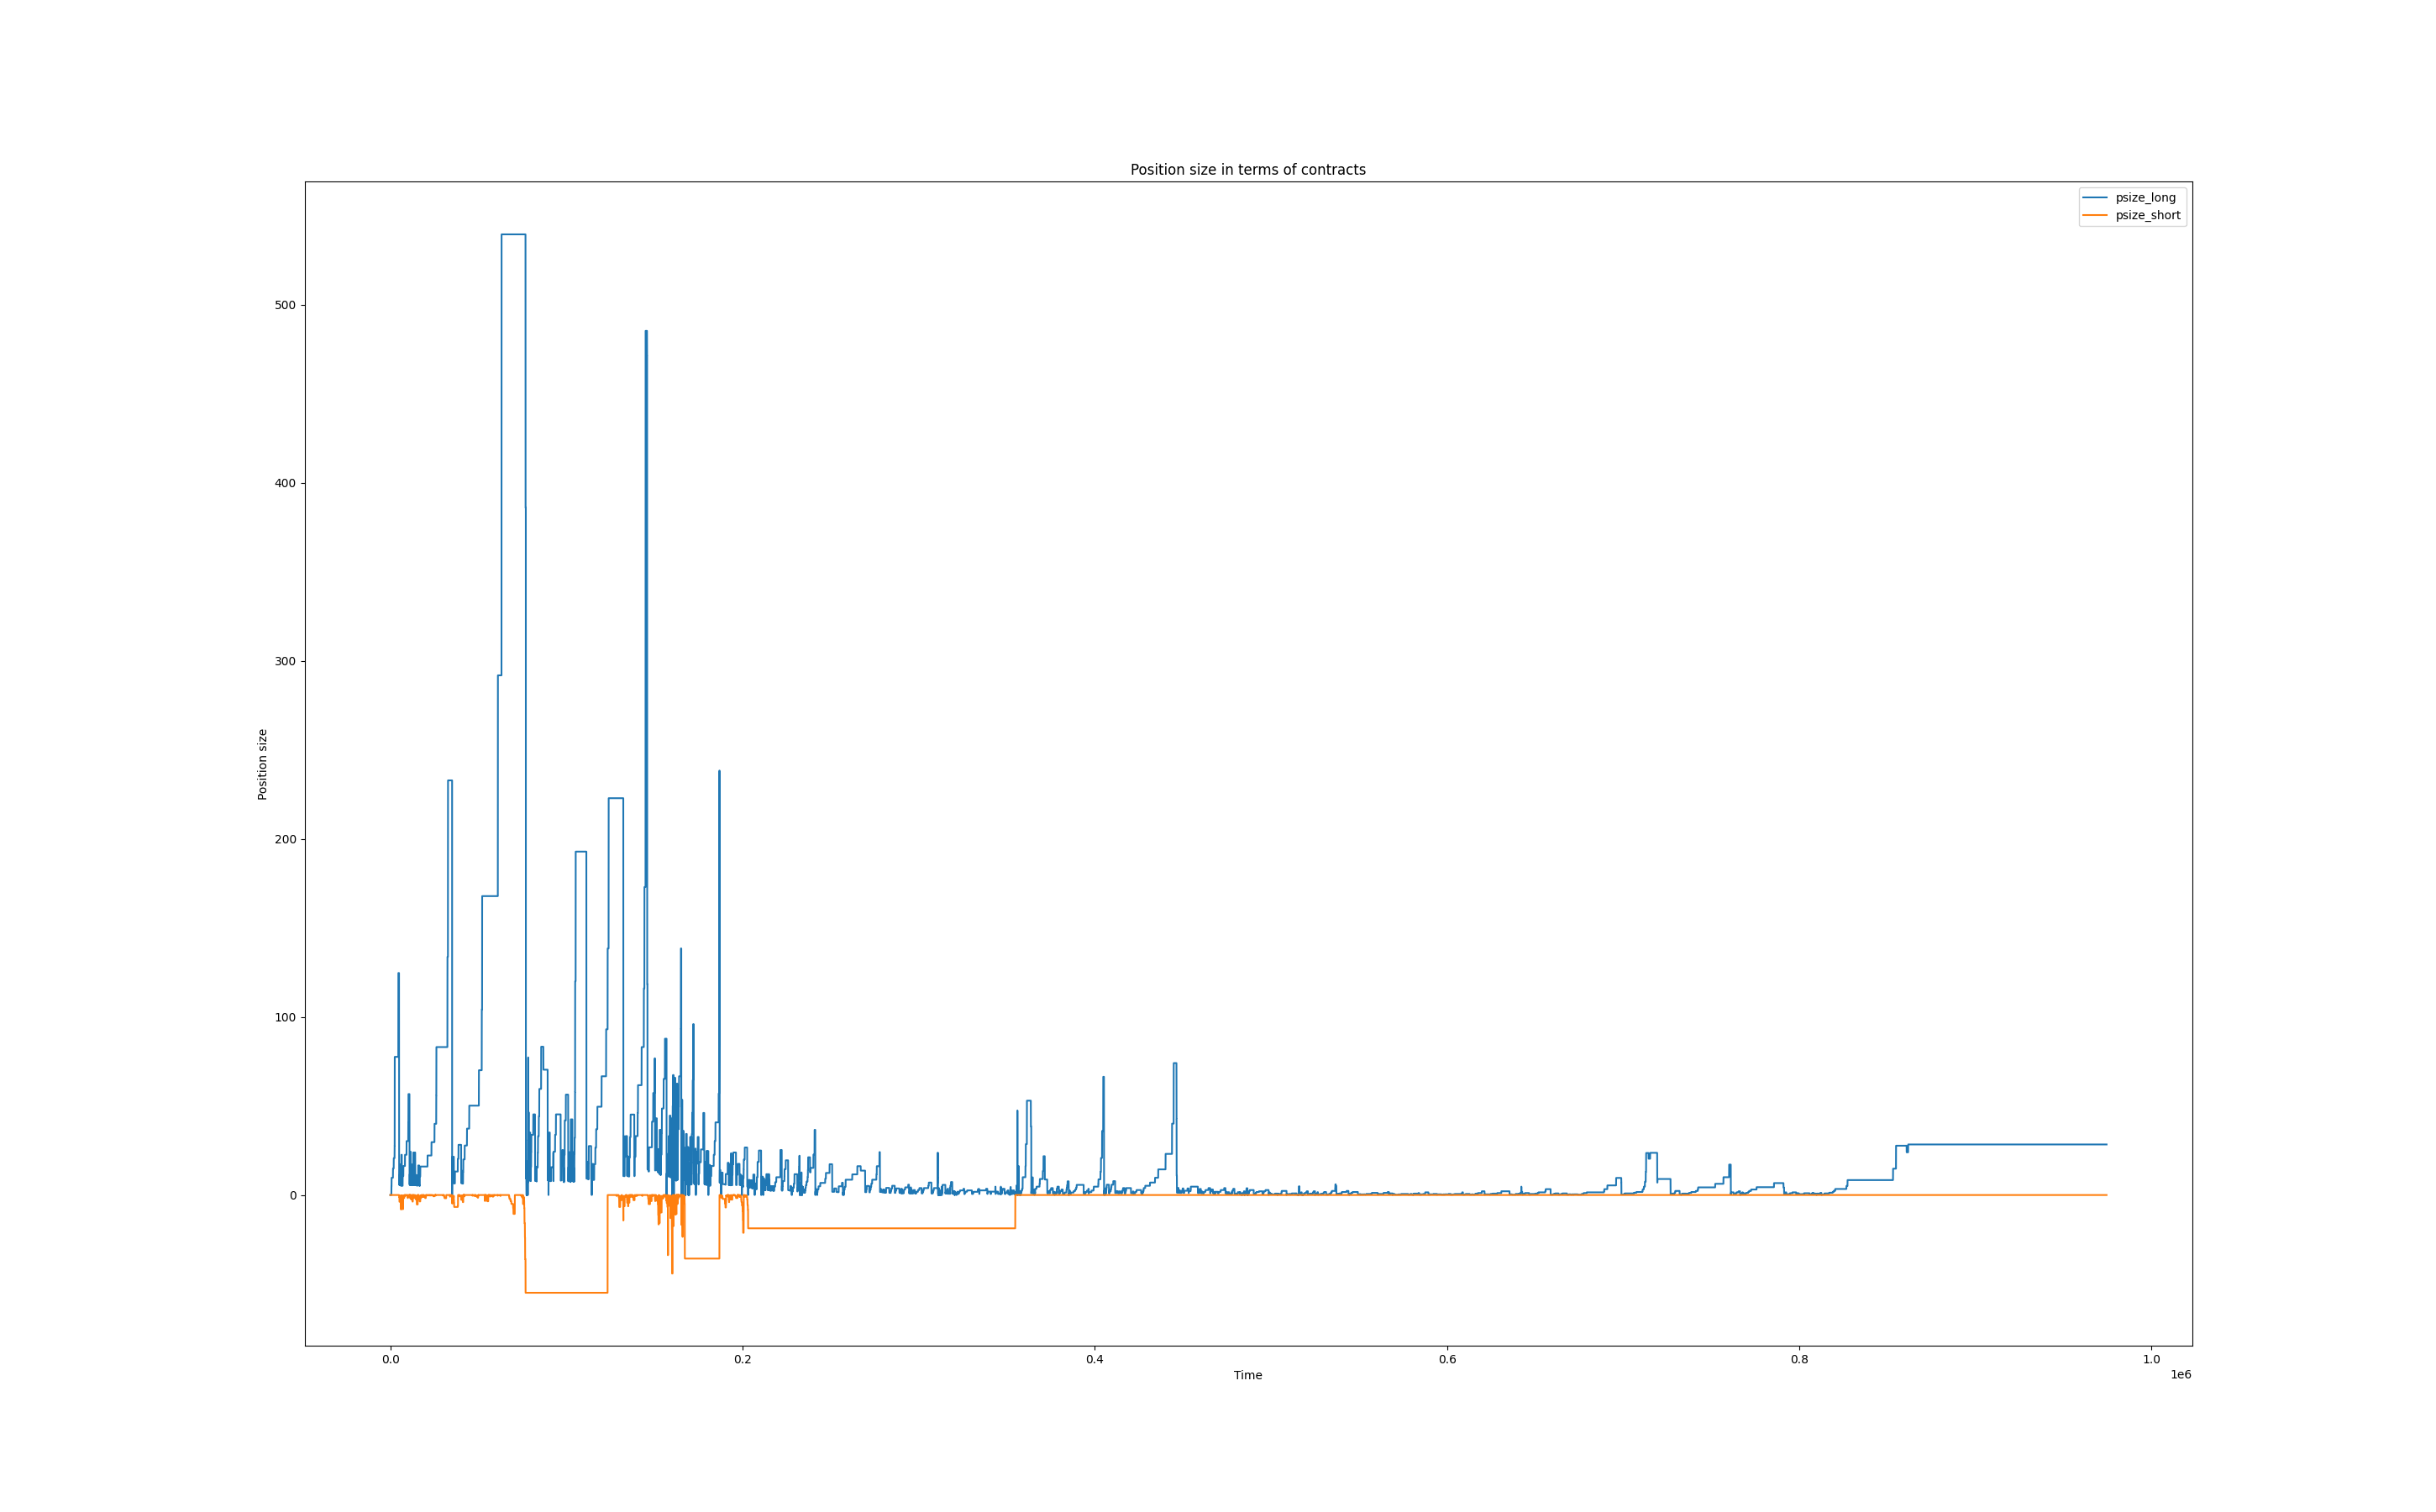 Position size in terms of contracts
psize_long
psize_short
Position size
500
400
300
200
100
0
0.0 0.2 0.4 0.6 0.8 1.0
1e6
Time